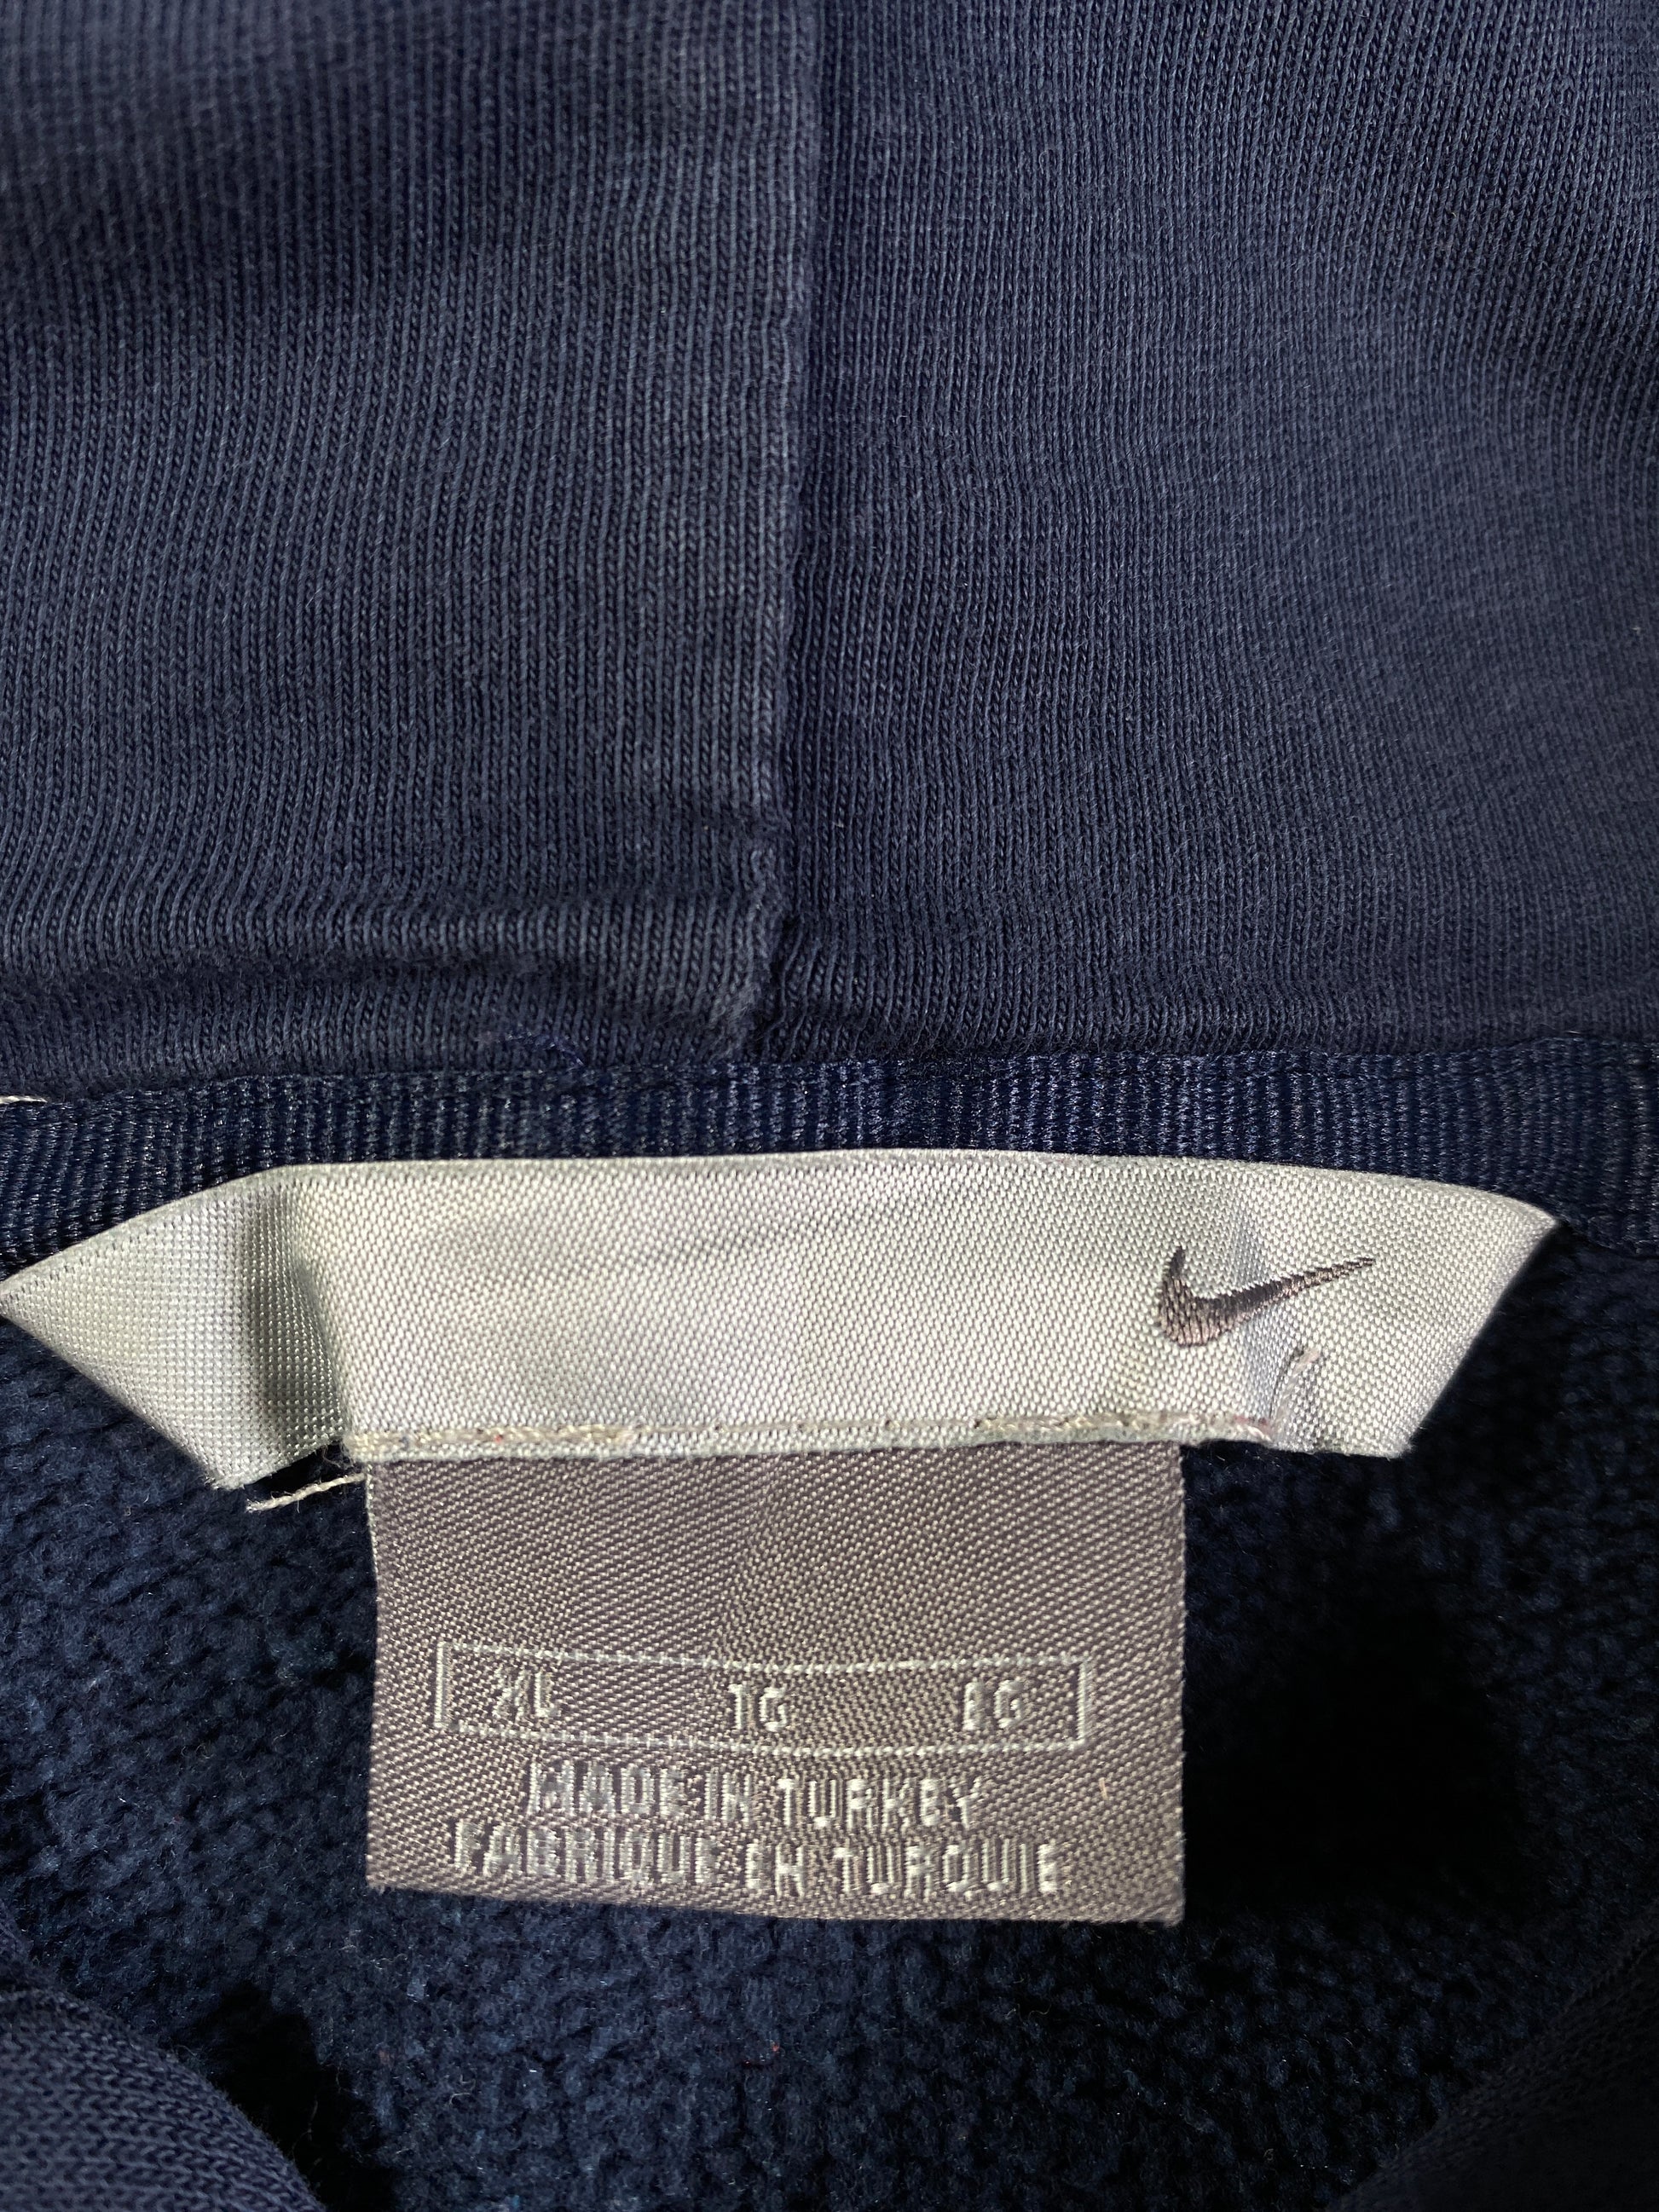 XL TG EG
MADE IN TURKEY
FABRIQUE EN TURQUIE